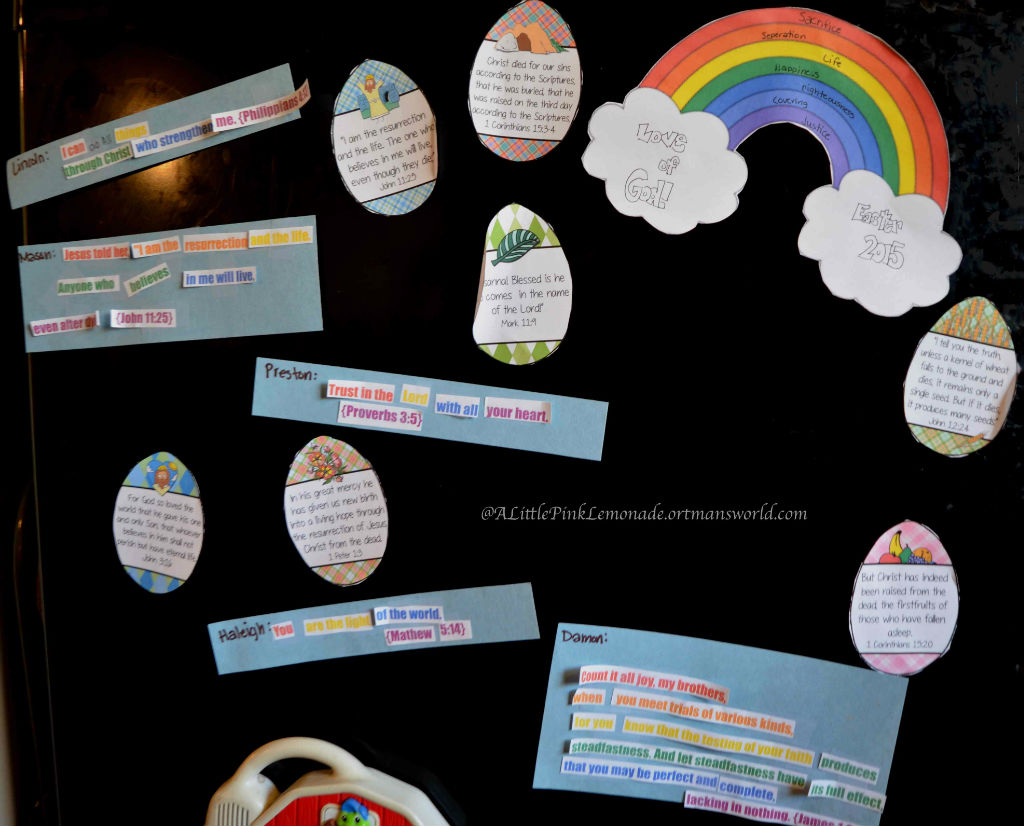 Lincoln: I can do all things
through Christ who strengthen me. {Philippians 4:13
"I am the resurrection
and the life. The one who
believes in me will live,
even though they die."
John 11:25
Christ died for our sins
according to the Scriptures,
that he was buried, that he
was raised on the third day
according to the Scriptures,
1 Corinthians 15:3-4
Sacrifice
Seperation
Life
Happiness
righteousness
covering
Justice
Love
of
God!
Easter
2015
Mason: Jesus told her "I am the resurrection and the life.
Anyone who believes in me will live.
even after dy {John 11:25}
sanna! Blessed is he
comes in the name
of the Lord!"
Mark 11:9
"I tell you the truth,
unless a kernel of wheat
falls to the ground and
dies, it remains only a
single seed. But if it dies,
it produces many seeds."
John 12:24
Preston: Trust in the Lord with all your heart.
{Proverbs 3:5}
For God so loved the
world that he gave his one
and only Son, that whoever
believes in him shall not
perish but have eternal life.
John 3:16
In his great mercy he
has given us new birth
into a living hope through
the resurrection of Jesus
Christ from the dead.
1 Peter 1:3
@ALittlePinkLemonade.ortmansworld.com
But Christ has indeed
been raised from the
dead, the firstfruits of
those who have fallen
asleep.
1 Corinthians 15:20
Haleigh: You are the light of the world.
{Mathew 5:14}
Damon:
Count it all joy, my brothers,
when you meet trials of various kinds,
for you know that the testing of your faith produces
steadfastness. And let steadfastness have its full effect,
that you may be perfect and complete,
lacking in nothing. {James